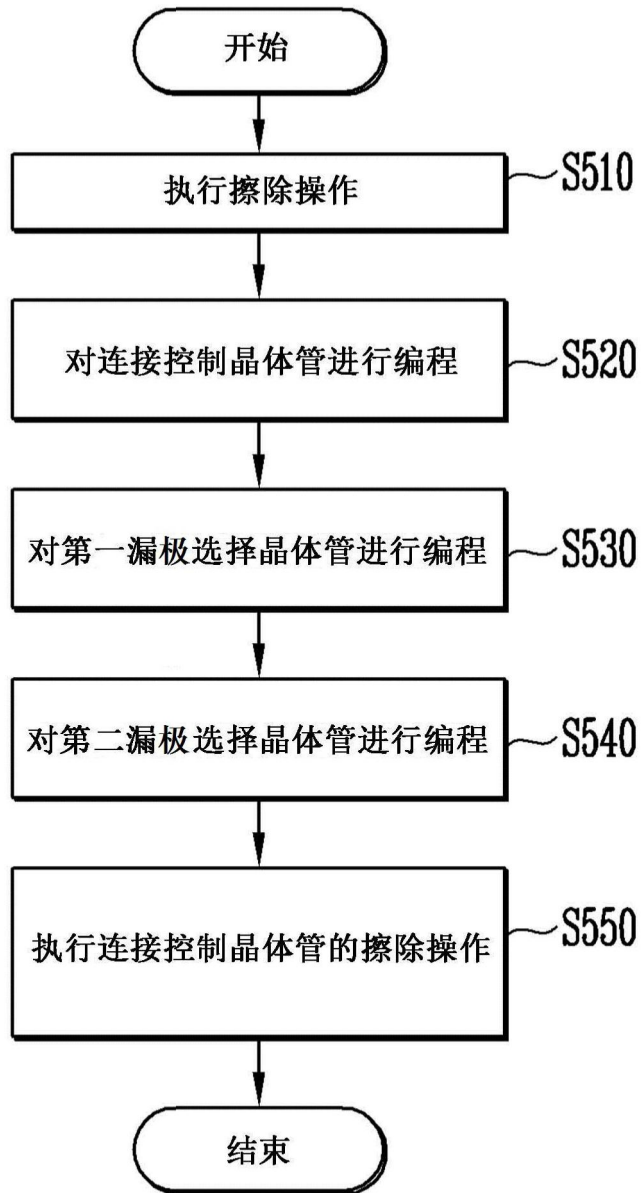 开始
执行擦除操作
S510
对连接控制晶体管进行编程
S520
对第一漏极选择晶体管进行编程
S530
对第二漏极选择晶体管进行编程
S540
执行连接控制晶体管的擦除操作
S550
结束